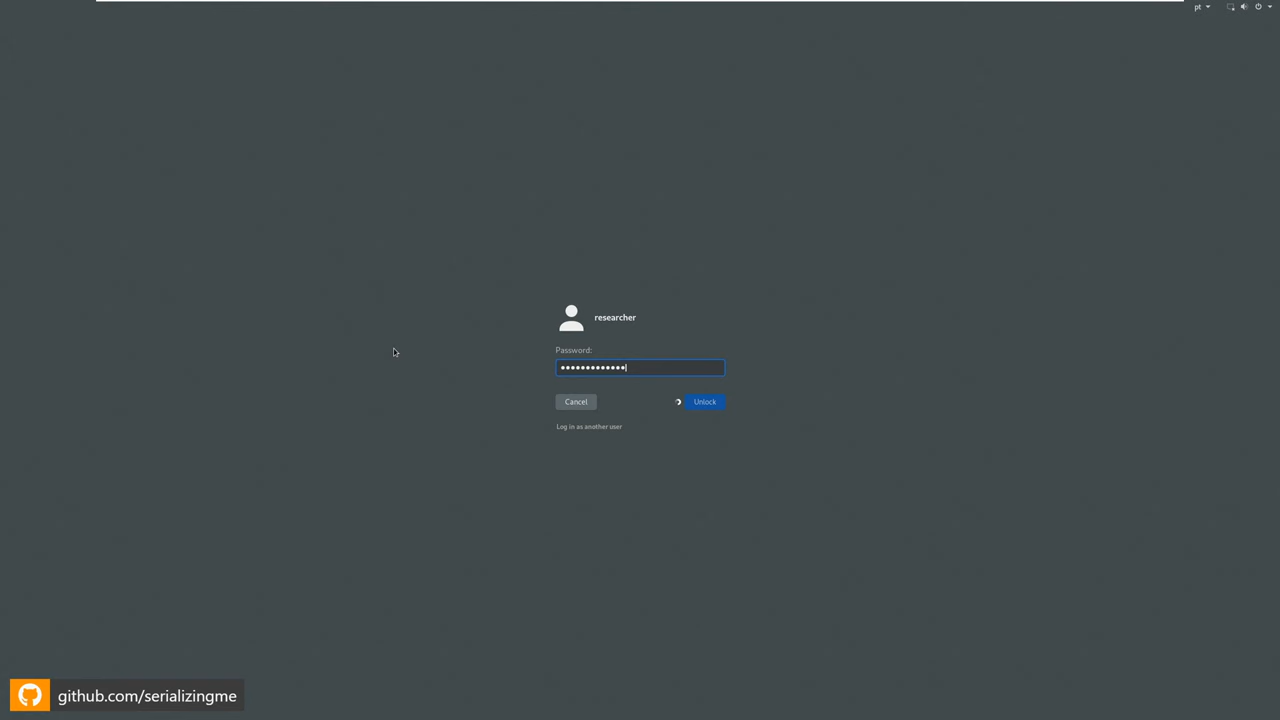 pt
researcher
Password:
•••••••••••••
Cancel
Unlock
Log in as another user
github.com/serializingme